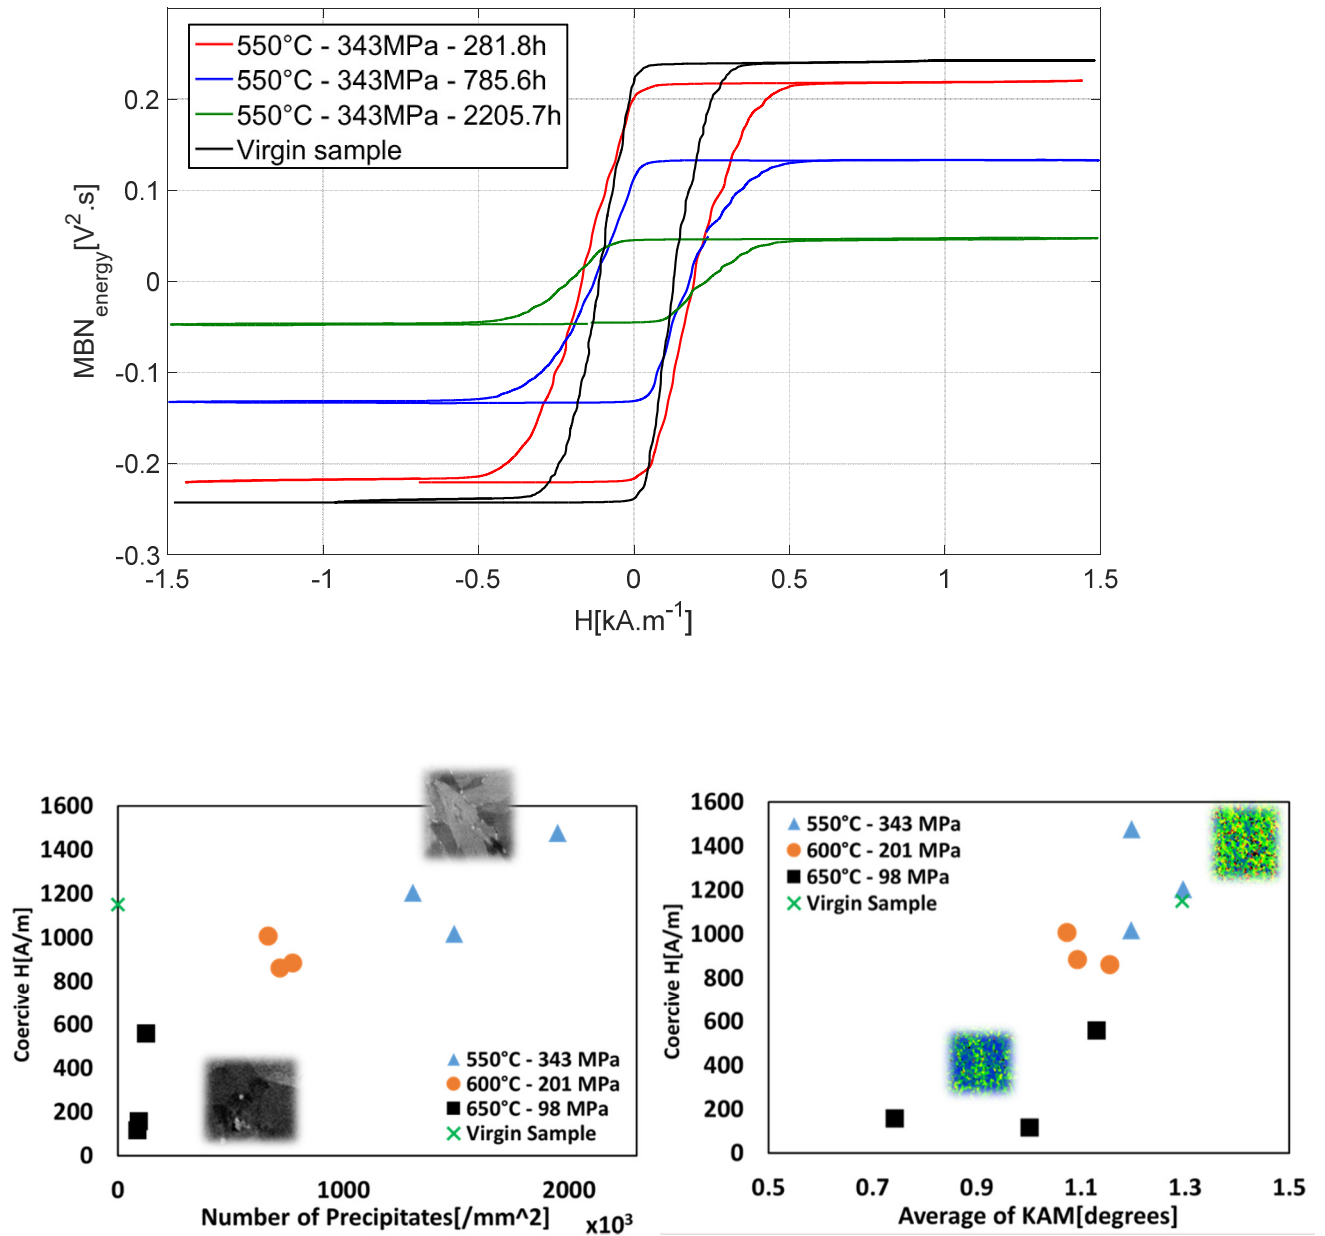 550°C - 343MPa - 281.8h
550°C - 343MPa - 785.6h
550°C - 343MPa - 2205.7h
Virgin sample
0.2
0.1
0
-0.1
-0.2
-0.3
MBN_energy[V^2.s]
-1.5 -1 -0.5 0 0.5 1 1.5
H[kA.m^-1]
1600
1400
1200
1000
800
600
400
200
0
Coercive H[A/m]
550°C - 343 MPa
600°C - 201 MPa
650°C - 98 MPa
Virgin Sample
0 1000 2000
Number of Precipitates[/mm^2] x10³
1600
1400
1200
1000
800
600
400
200
0
Coercive H[A/m]
550°C - 343 MPa
600°C - 201 MPa
650°C - 98 MPa
Virgin Sample
0.5 0.7 0.9 1.1 1.3 1.5
Average of KAM[degrees]